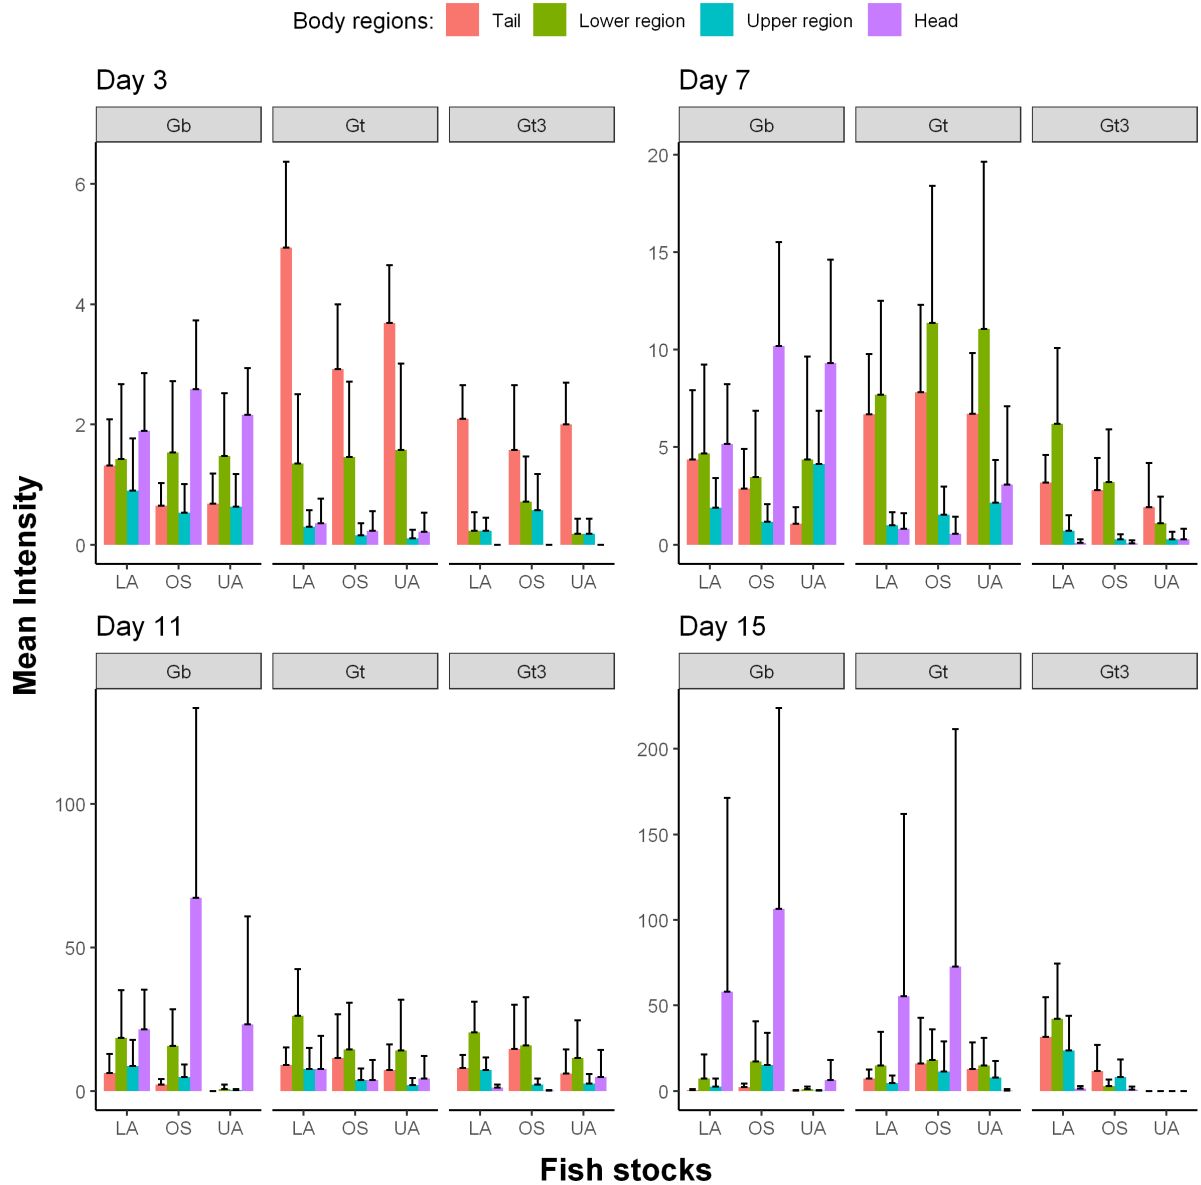 Body regions: Tail Lower region Upper region Head
Day 3
Gb Gt Gt3
6
4
2
0
LA OS UA LA OS UA LA OS UA
Day 7
Gb Gt Gt3
20
15
10
5
0
LA OS UA LA OS UA LA OS UA
Mean Intensity
Day 11
Gb Gt Gt3
100
50
0
LA OS UA LA OS UA LA OS UA
Day 15
Gb Gt Gt3
200
150
100
50
0
LA OS UA LA OS UA LA OS UA
Fish stocks